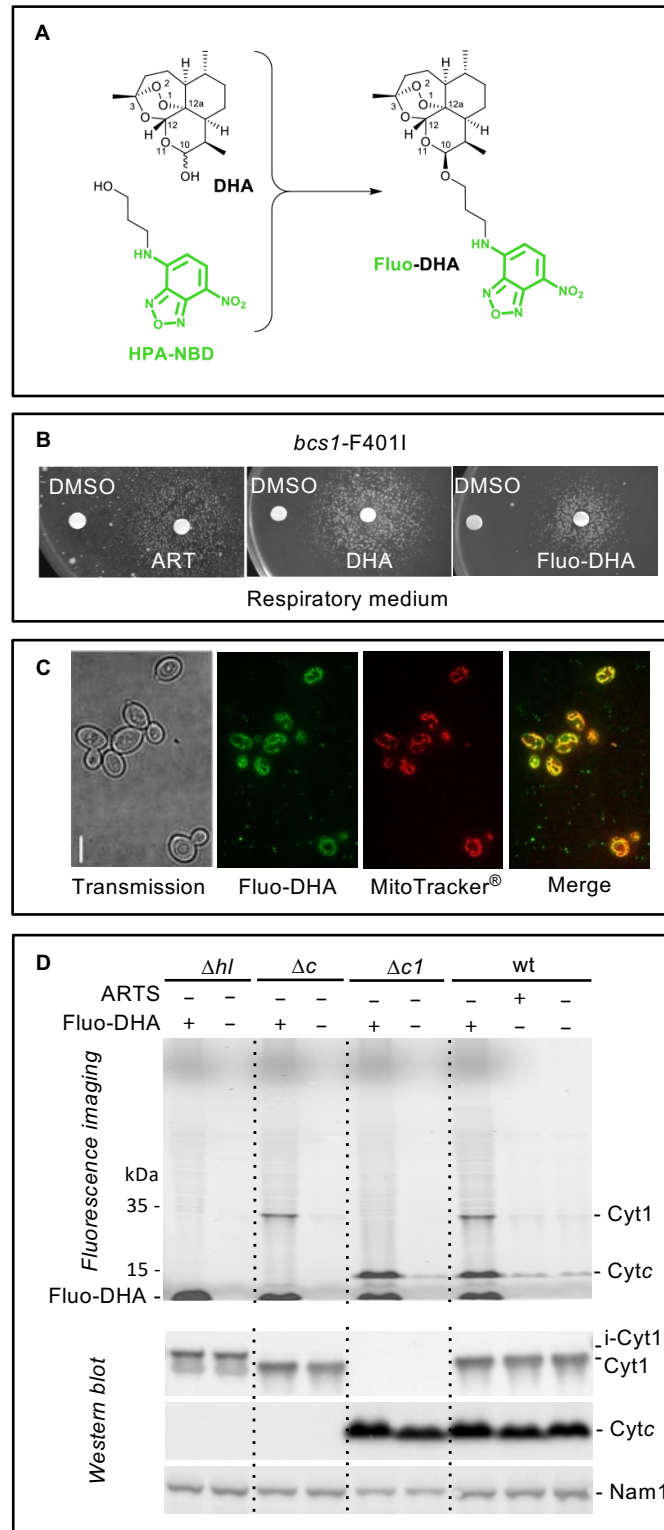 A
H
2
O
O
1
3
O
O
12a
H
12
O
11
10
H
OH
DHA
HO
HN
N
O
N
NO2
HPA-NBD
H
2
O
O
1
3
O
O
12a
H
12
O
11
10
H
O
HN
N
O
N
NO2
Fluo-DHA
B
bcs1-F401I
DMSO
ART
DMSO
DHA
DMSO
Fluo-DHA
Respiratory medium
C
Transmission
Fluo-DHA
MitoTracker®
Merge
D
Δhl Δc Δc1 wt
ARTS – – – – – – – + –
Fluo-DHA + – + – + – + – –
Fluorescence imaging
kDa
35 -
15 -
Fluo-DHA -
- Cyt1
- Cytc
Western blot
i-Cyt1
Cyt1
- Cytc
- Nam1